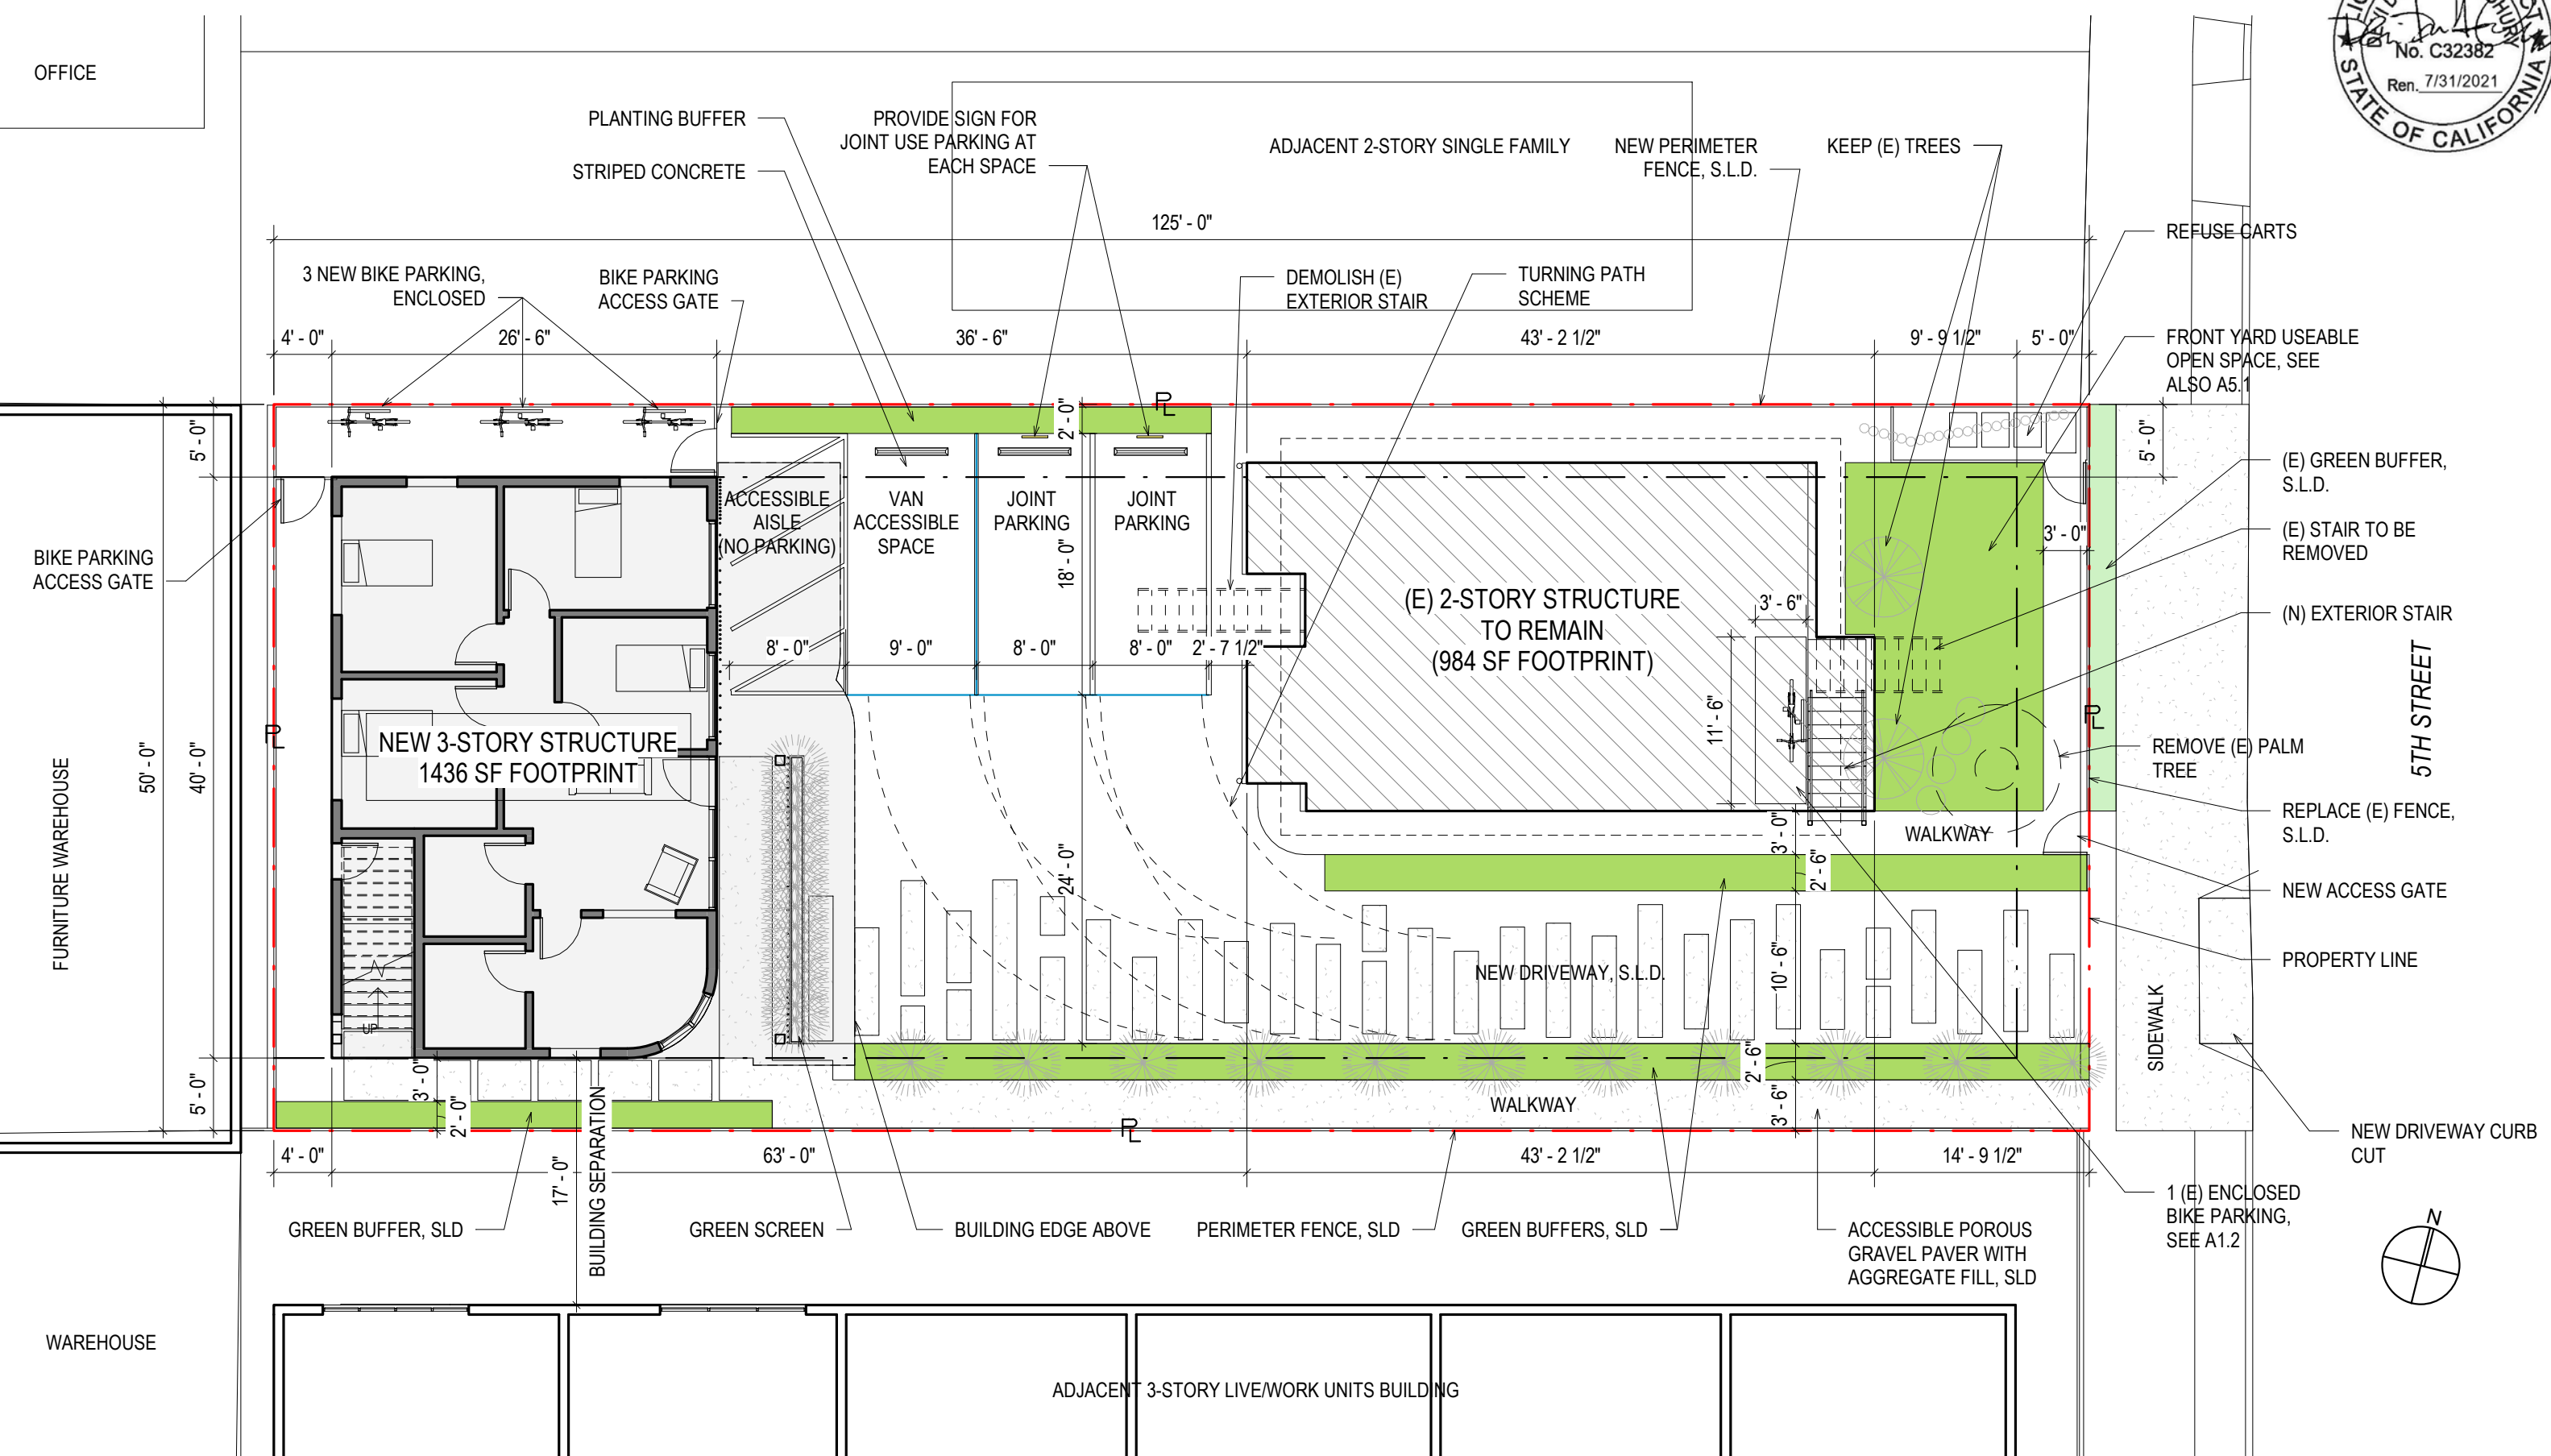 OFFICE
No. C32382
Ren. 7/31/2021
STATE OF CALIFORNIA
PLANTING BUFFER
STRIPED CONCRETE
PROVIDE SIGN FOR
JOINT USE PARKING AT
EACH SPACE
ADJACENT 2-STORY SINGLE FAMILY
NEW PERIMETER
FENCE, S.L.D.
KEEP (E) TREES
125' - 0"
REFUSE CARTS
3 NEW BIKE PARKING,
ENCLOSED
BIKE PARKING
ACCESS GATE
DEMOLISH (E)
EXTERIOR STAIR
TURNING PATH
SCHEME
4' - 0"
26' - 6"
36' - 6"
43' - 2 1/2"
9' - 9 1/2"
5' - 0"
FRONT YARD USEABLE
OPEN SPACE, SEE
ALSO A5.1
PL
5' - 0"
2' - 0"
5' - 0"
(E) GREEN BUFFER,
S.L.D.
ACCESSIBLE
AISLE
(NO PARKING)
VAN
ACCESSIBLE
SPACE
JOINT
PARKING
JOINT
PARKING
18' - 0"
3' - 0"
(E) STAIR TO BE
REMOVED
BIKE PARKING
ACCESS GATE
(E) 2-STORY STRUCTURE
TO REMAIN
(984 SF FOOTPRINT)
3' - 6"
(N) EXTERIOR STAIR
8' - 0"
9' - 0"
8' - 0"
8' - 0"
2' - 7 1/2"
11' - 6"
5TH STREET
PL
PL
NEW 3-STORY STRUCTURE
1436 SF FOOTPRINT
50' - 0"
40' - 0"
FURNITURE WAREHOUSE
REMOVE (E) PALM
TREE
REPLACE (E) FENCE,
S.L.D.
WALKWAY
3' - 0"
2' - 6"
24' - 0"
NEW ACCESS GATE
NEW DRIVEWAY, S.L.D.
10' - 6"
PROPERTY LINE
SIDEWALK
UP
5' - 0"
3' - 0"
2' - 0"
2' - 6"
3' - 6"
WALKWAY
PL
NEW DRIVEWAY CURB
CUT
4' - 0"
63' - 0"
43' - 2 1/2"
14' - 9 1/2"
17' - 0"
BUILDING SEPARATION
1 (E) ENCLOSED
BIKE PARKING,
SEE A1.2
N
GREEN BUFFER, SLD
GREEN SCREEN
BUILDING EDGE ABOVE
PERIMETER FENCE, SLD
GREEN BUFFERS, SLD
ACCESSIBLE POROUS
GRAVEL PAVER WITH
AGGREGATE FILL, SLD
WAREHOUSE
ADJACENT 3-STORY LIVE/WORK UNITS BUILDING